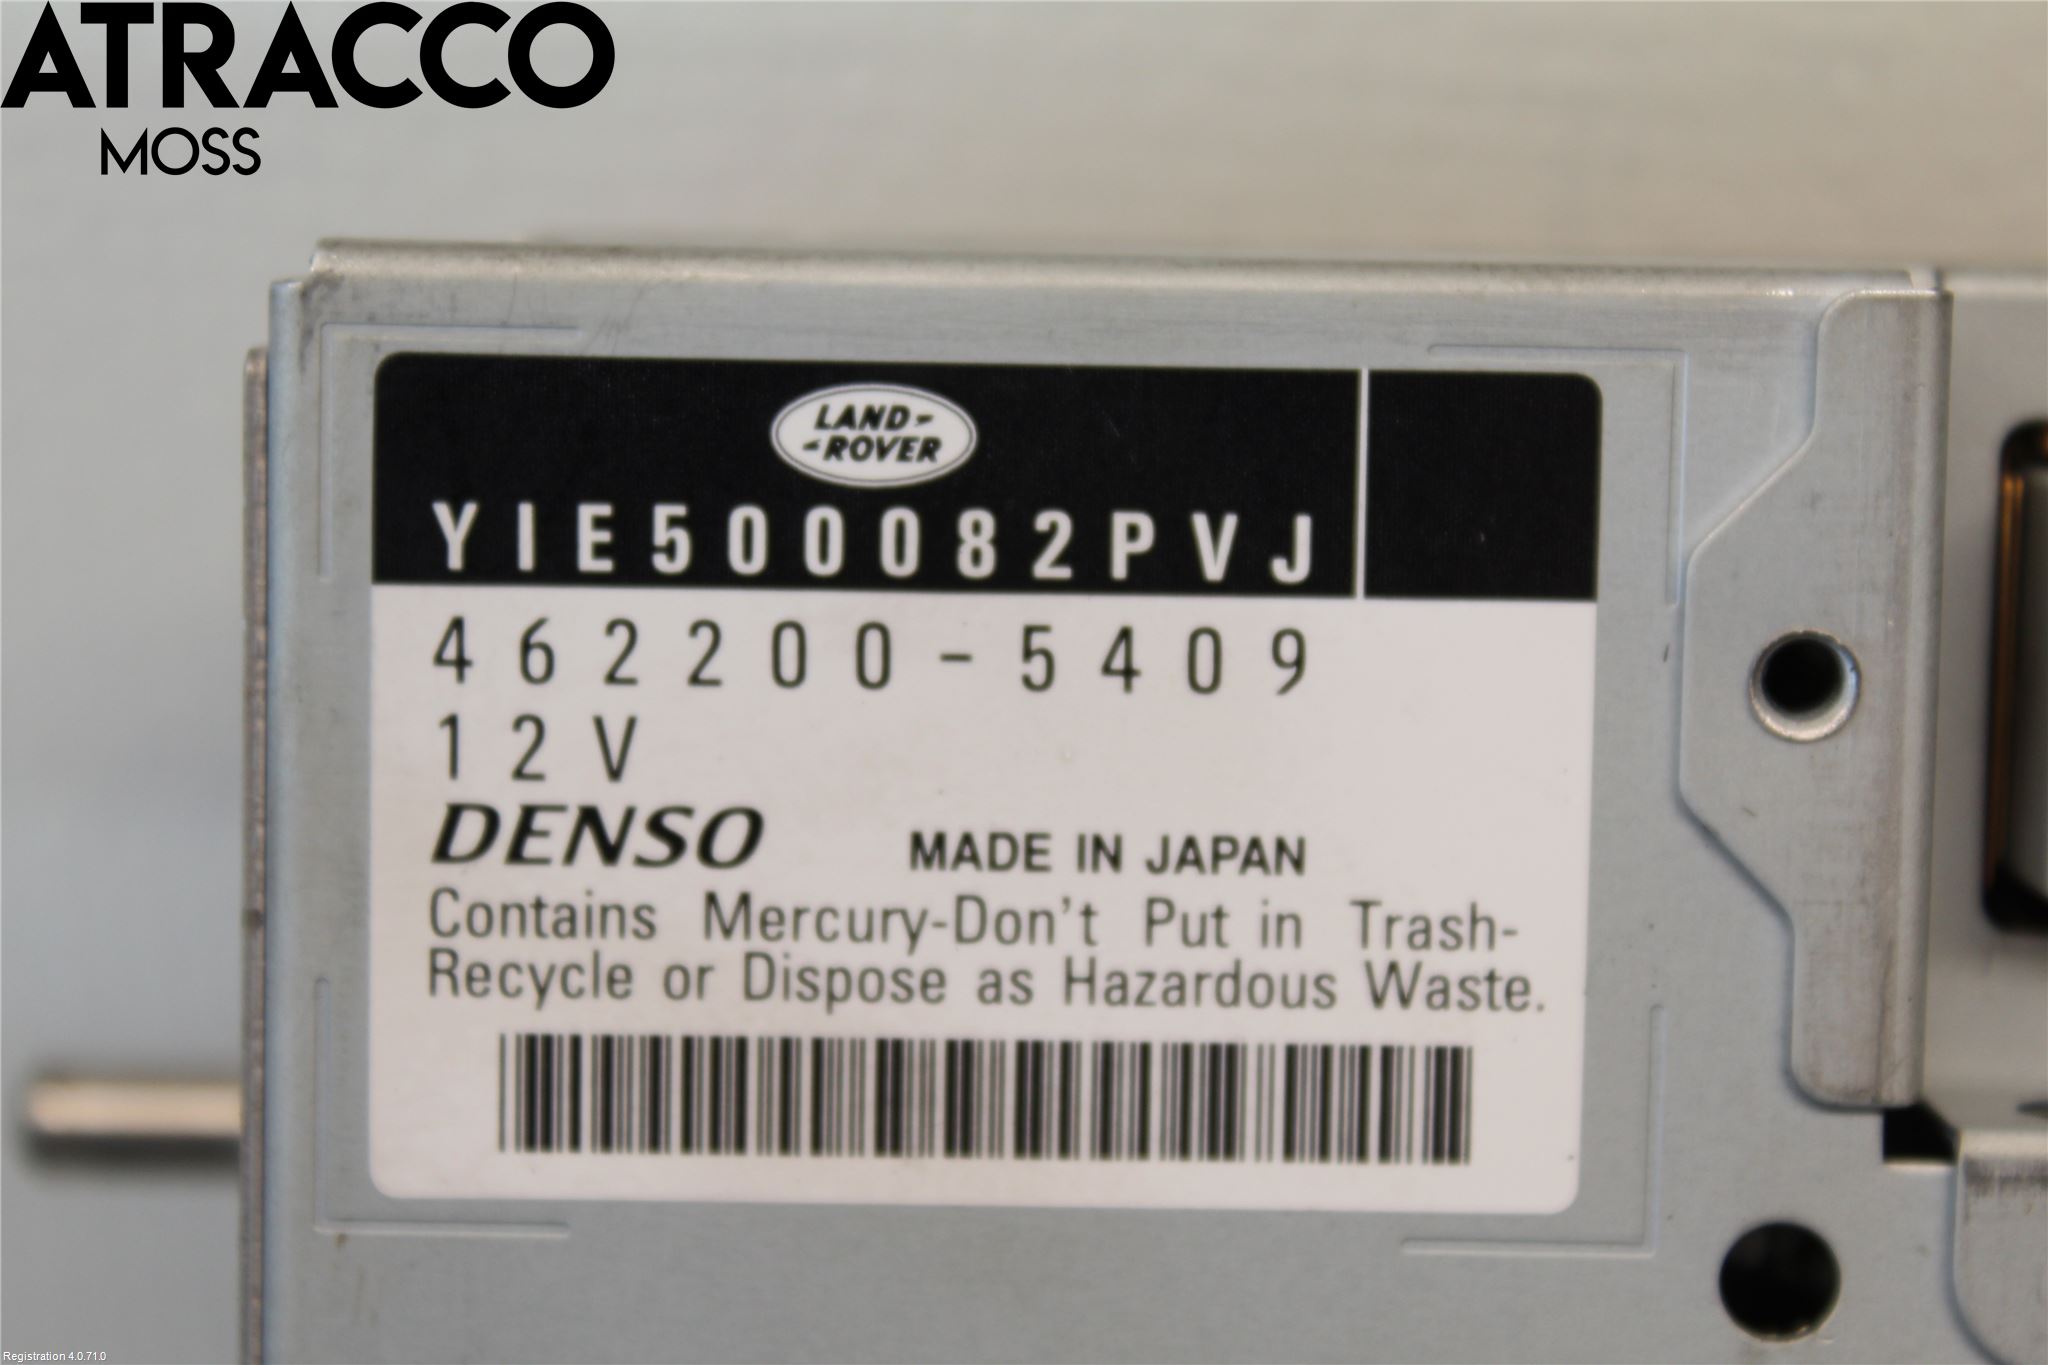 ATRACCO
MOSS
LAND-
-ROVER
YIE500082PVJ
462200-5409
12V
DENSO MADE IN JAPAN
Contains Mercury-Don't Put in Trash-
Recycle or Dispose as Hazardous Waste.
Registration 4.0.71.0